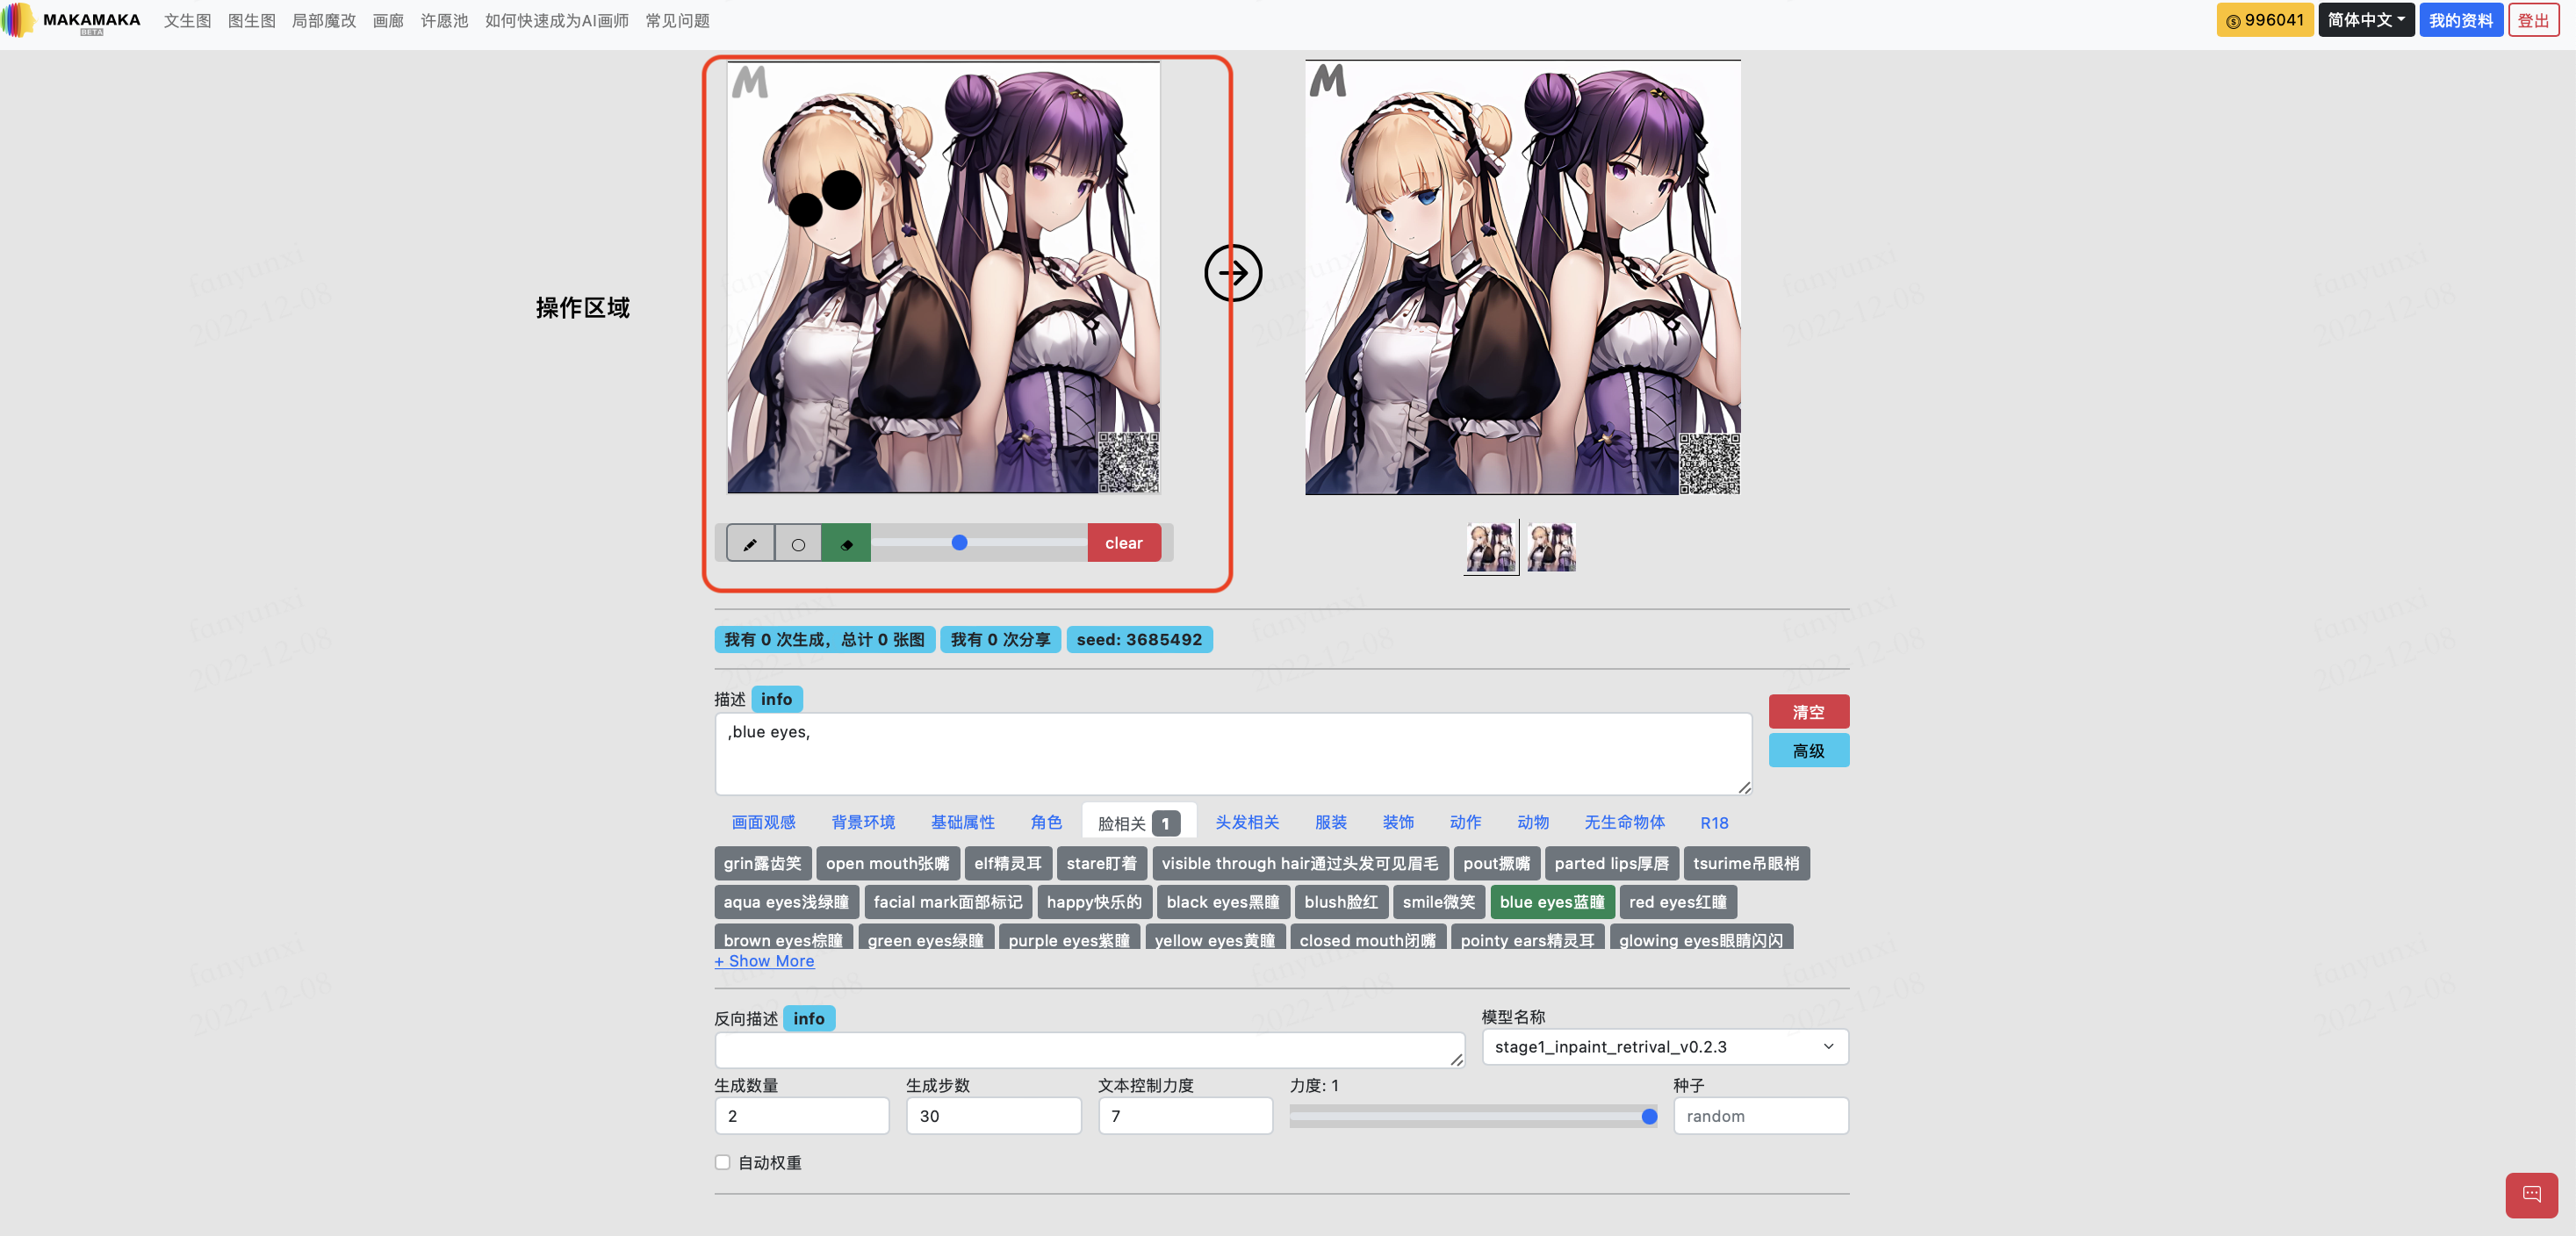 MAKAMAKA
BETA
文生图 图生图 局部魔改 画廊 许愿池 如何快速成为AI画师 常见问题
996041 简体中文 我的资料 登出
M
M
操作区域
clear
我有 0 次生成，总计 0 张图 我有 0 次分享 seed: 3685492
描述 info
清空
,blue eyes,
高级
画面观感 背景环境 基础属性 角色 脸相关 1 头发相关 服装 装饰 动作 动物 无生命物体 R18
grin露齿笑 open mouth张嘴 elf精灵耳 stare盯着 visible through hair通过头发可见眉毛 pout撅嘴 parted lips厚唇 tsurime吊眼梢
aqua eyes浅绿瞳 facial mark面部标记 happy快乐的 black eyes黑瞳 blush脸红 smile微笑 blue eyes蓝瞳 red eyes红瞳
brown eyes棕瞳 green eyes绿瞳 purple eyes紫瞳 yellow eyes黄瞳 closed mouth闭嘴 pointy ears精灵耳 glowing eyes眼睛闪闪
+ Show More
反向描述 info 模型名称
stage1_inpaint_retrival_v0.2.3
生成数量 生成步数 文本控制力度 力度: 1 种子
2 30 7 random
自动权重
fanyunxi
2022-12-08